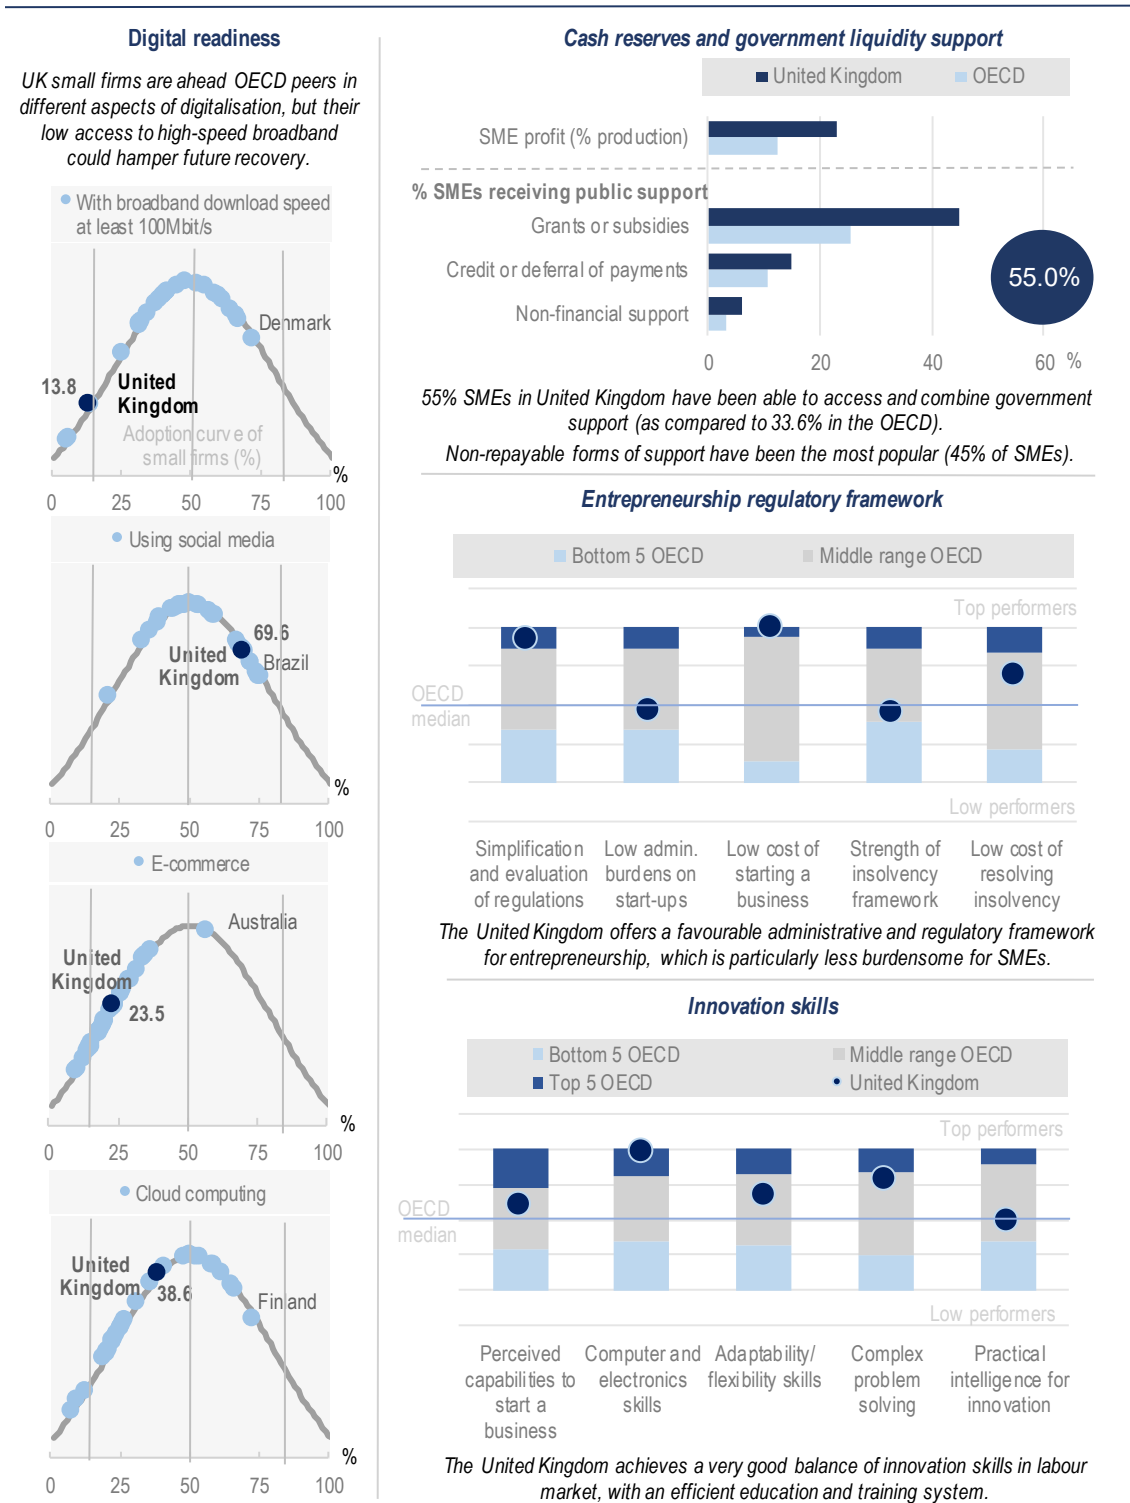 Digital readiness
UK small firms are ahead OECD peers in
different aspects of digitalisation, but their
low access to high-speed broadband
could hamper future recovery.
With broadband download speed
at least 100Mbit/s
Denmark
13.8
United
Kingdom
Adoption curve of
small firms (%)
%
0 25 50 75 100
Using social media
69.6
United
Kingdom
Brazil
%
0 25 50 75 100
E-commerce
Australia
United
Kingdom
23.5
%
0 25 50 75 100
Cloud computing
United
Kingdom
38.6
Finland
%
0 25 50 75 100
Cash reserves and government liquidity support
United Kingdom OECD
SME profit (% production)
% SMEs receiving public support
Grants or subsidies
Credit or deferral of payments
Non-financial support
55.0%
0 20 40 60 %
55% SMEs in United Kingdom have been able to access and combine government
support (as compared to 33.6% in the OECD).
Non-repayable forms of support have been the most popular (45% of SMEs).
Entrepreneurship regulatory framework
Bottom 5 OECD Middle range OECD
Top performers
OECD
median
Low performers
Simplification
and evaluation
of regulations
Low admin.
burdens on
start-ups
Low cost of
starting a
business
Strength of
insolvency
framework
Low cost of
resolving
insolvency
The United Kingdom offers a favourable administrative and regulatory framework
for entrepreneurship, which is particularly less burdensome for SMEs.
Innovation skills
Bottom 5 OECD Middle range OECD
Top 5 OECD United Kingdom
Top performers
OECD
median
Low performers
Perceived
capabilities to
start a
business
Computer and
electronics
skills
Adaptability/
flexibility skills
Complex
problem
solving
Practical
intelligence for
innovation
The United Kingdom achieves a very good balance of innovation skills in labour
market, with an efficient education and training system.